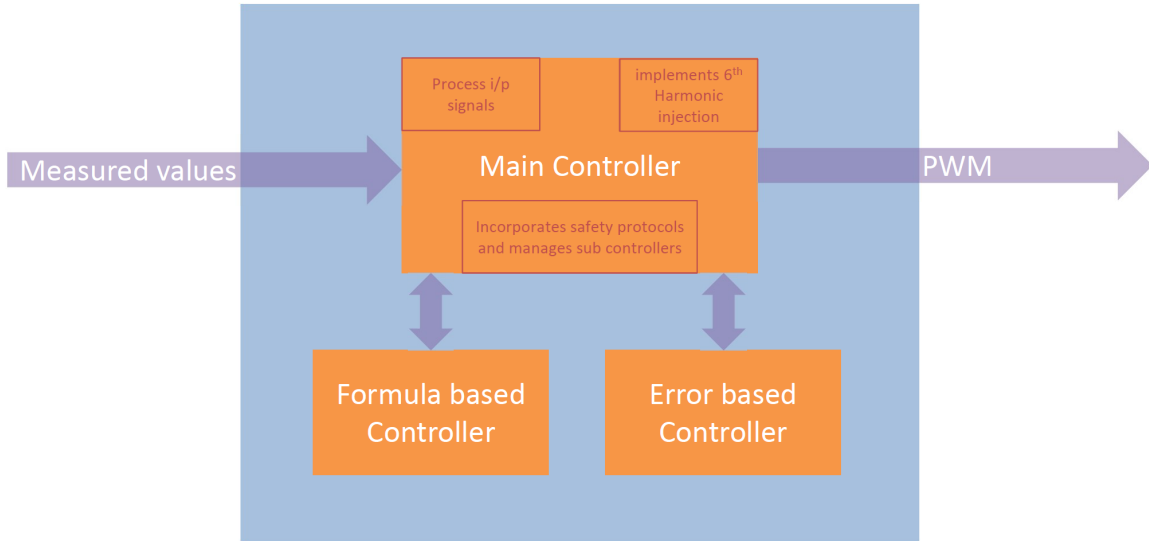 Process i/p
signals
implements 6th
Harmonic
injection
Measured values
Main Controller
PWM
Incorporates safety protocols
and manages sub controllers
Formula based
Controller
Error based
Controller